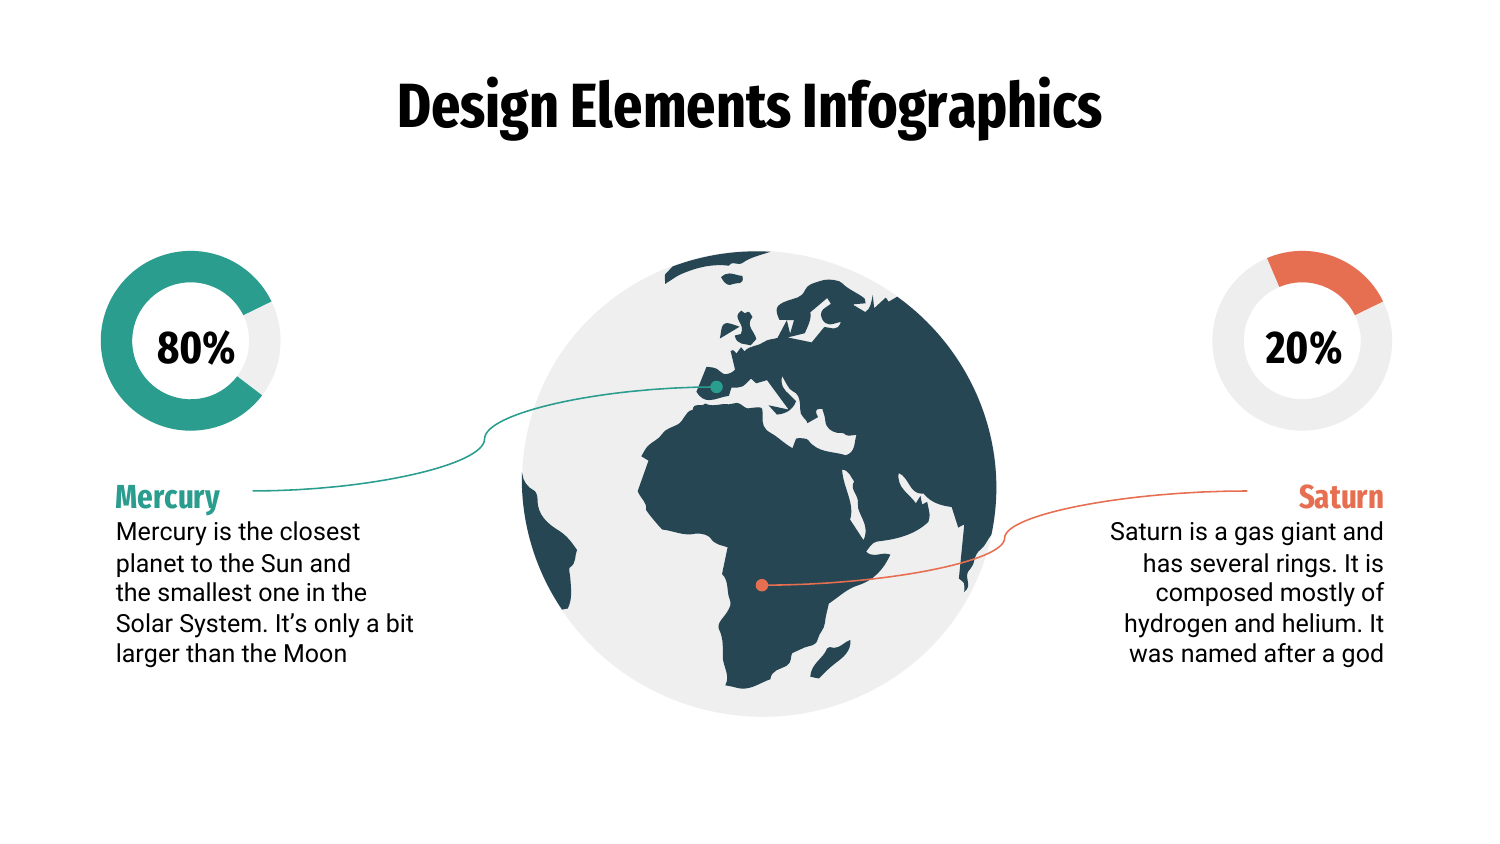 Design Elements Infographics
80%
Mercury
Mercury is the closest
planet to the Sun and
the smallest one in the
Solar System. It’s only a bit
larger than the Moon
20%
Saturn
Saturn is a gas giant and
has several rings. It is
composed mostly of
hydrogen and helium. It
was named after a god